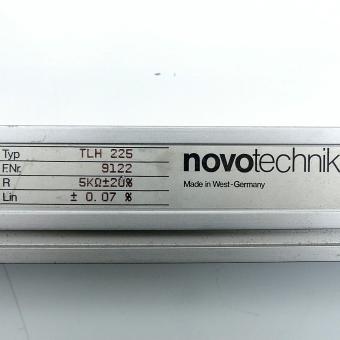 Typ TLH 225
F.Nr. 9122
R 5KΩ±20%
Lin ± 0.07 %
novotechnik
Made in West-Germany